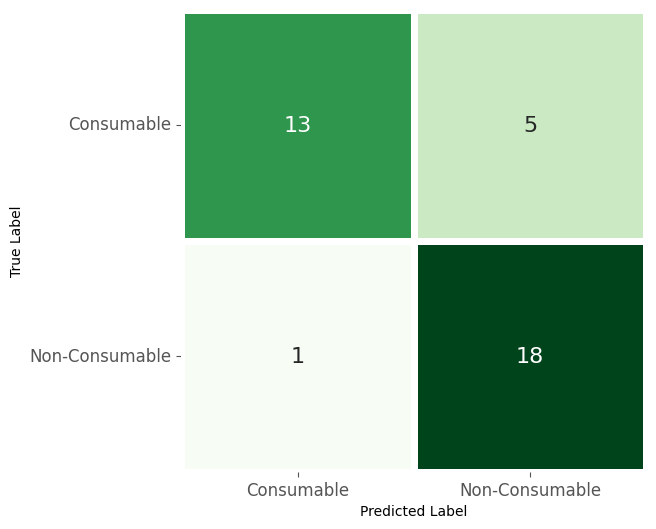 True Label
Consumable
13
5
Non-Consumable
1
18
Consumable
Non-Consumable
Predicted Label